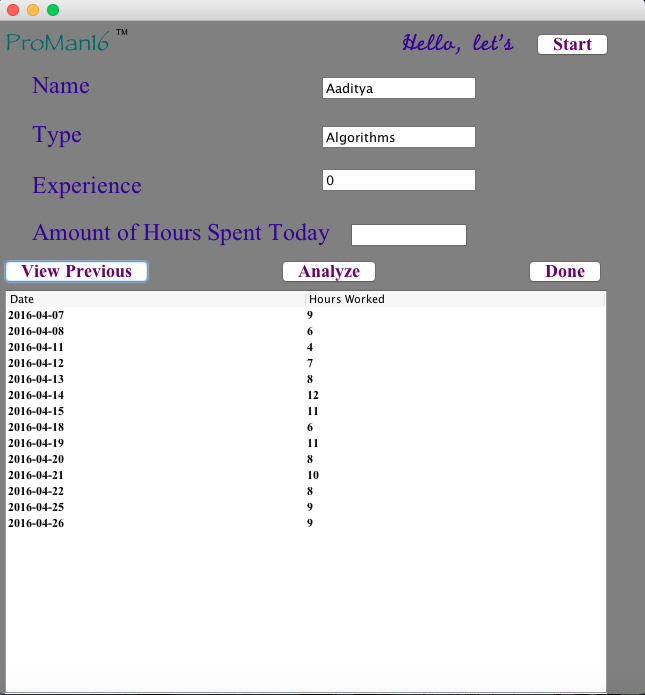 ProMan16 ™
Hello, let's Start
Name Aaditya
Type Algorithms
Experience 0
Amount of Hours Spent Today
View Previous Analyze Done
Date Hours Worked
2016-04-07 9
2016-04-08 6
2016-04-11 4
2016-04-12 7
2016-04-13 8
2016-04-14 12
2016-04-15 11
2016-04-18 6
2016-04-19 11
2016-04-20 8
2016-04-21 10
2016-04-22 8
2016-04-25 9
2016-04-26 9